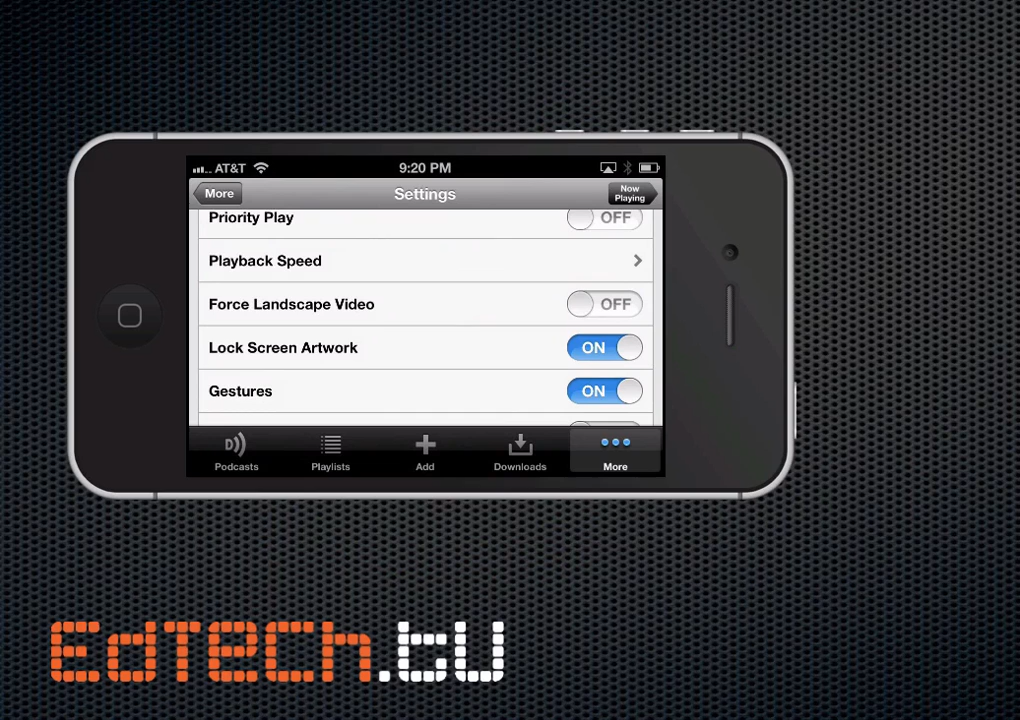 AT&T 9:20 PM
More Settings Now Playing
Priority Play OFF
Playback Speed
Force Landscape Video OFF
Lock Screen Artwork ON
Gestures ON
Podcasts Playlists Add Downloads More
EdTECh.tU